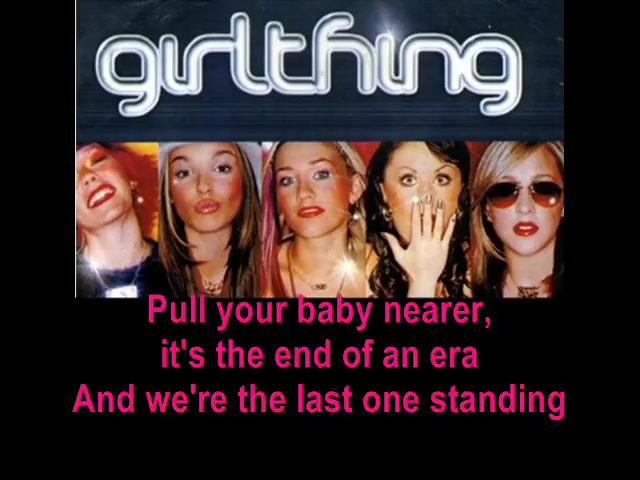 girlthing
Pull your baby nearer,
it's the end of an era
And we're the last one standing